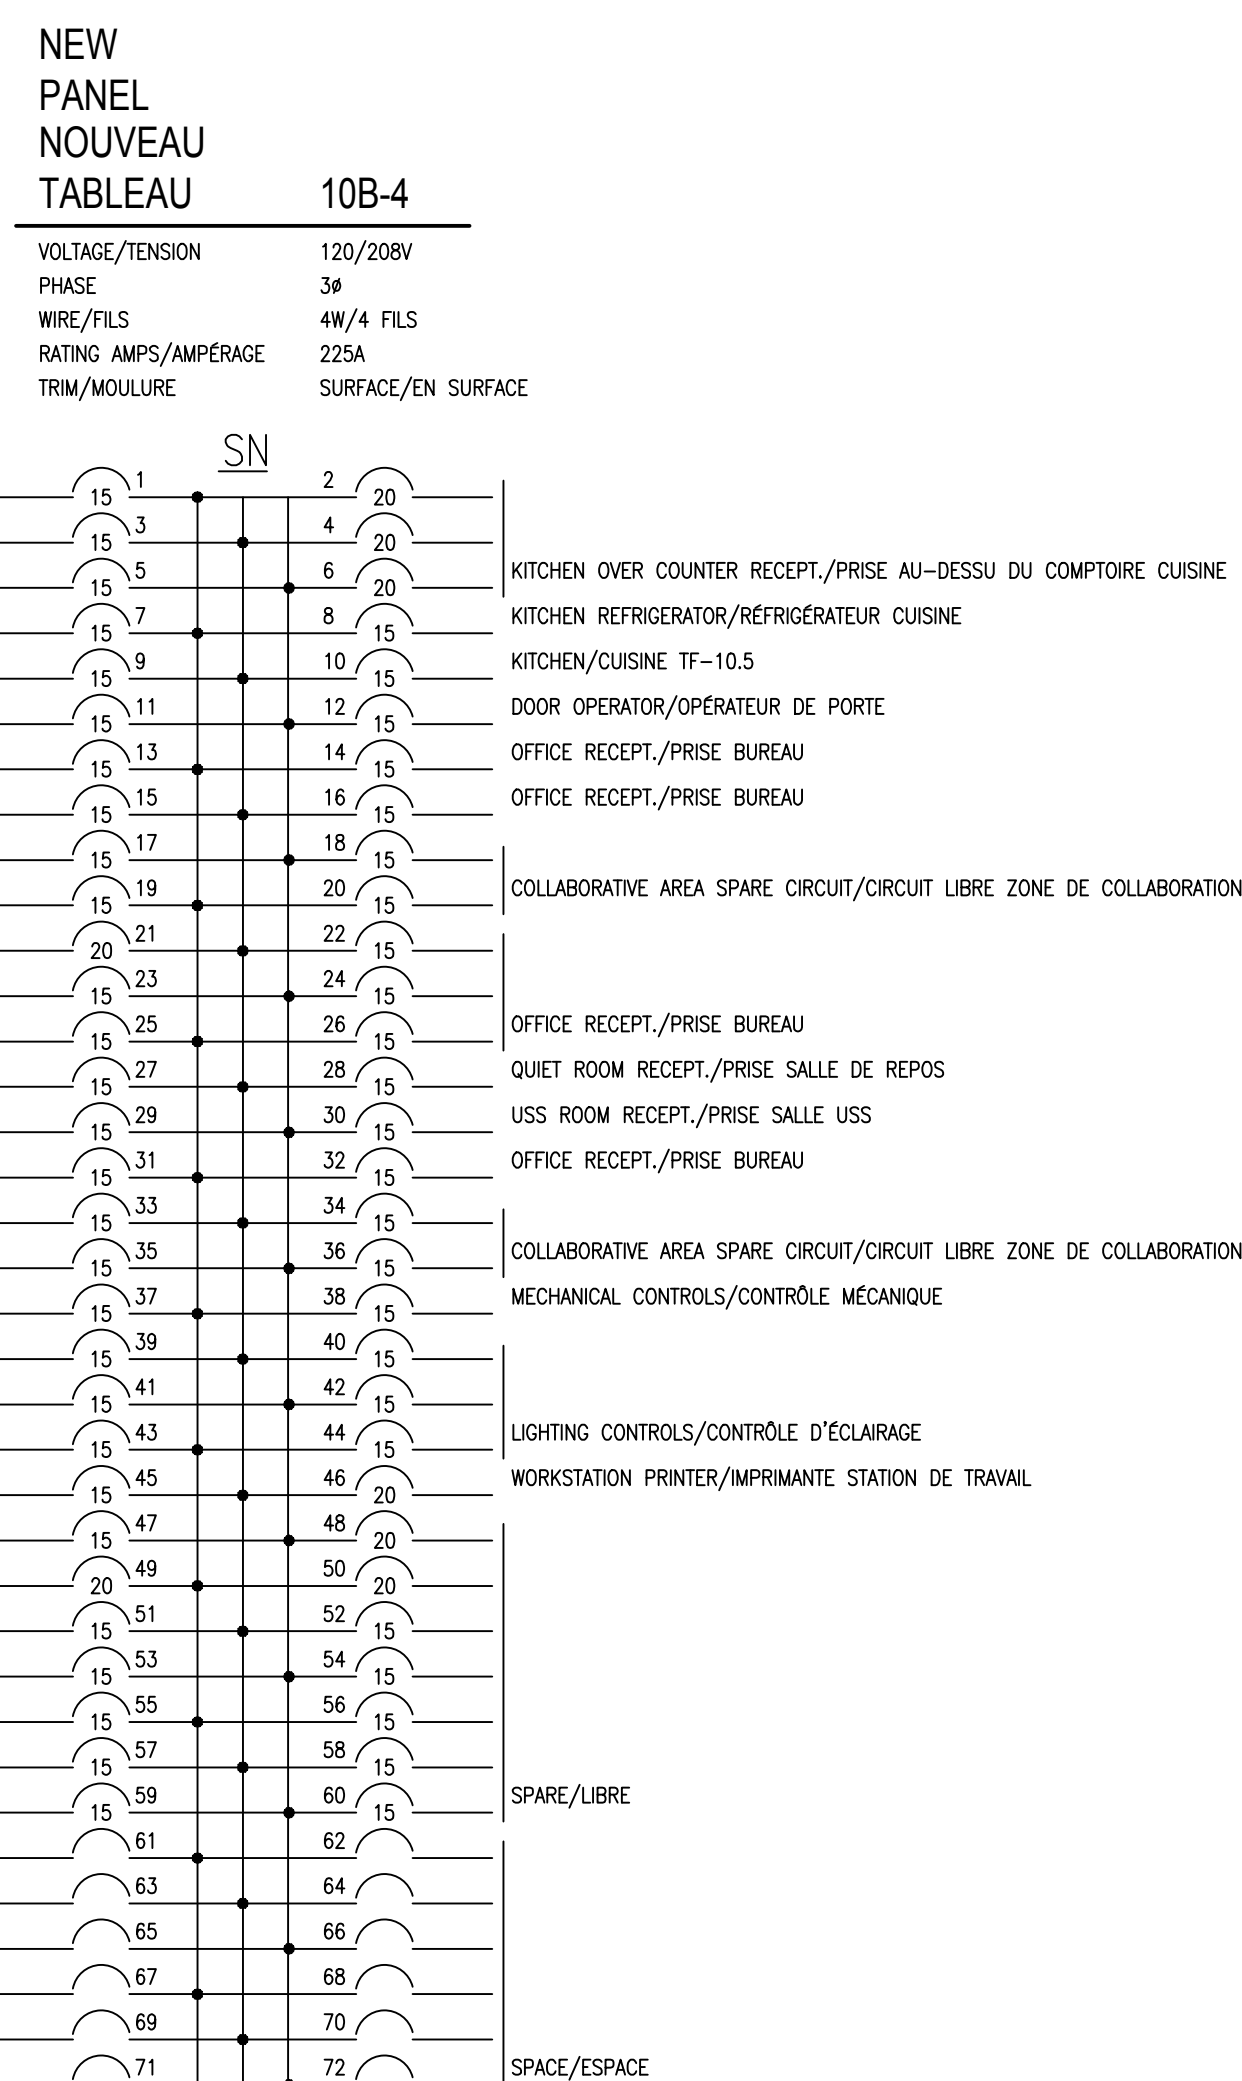 NEW
PANEL
NOUVEAU
TABLEAU 10B-4
VOLTAGE/TENSION 120/208V
PHASE 3ø
WIRE/FILS 4W/4 FILS
RATING AMPS/AMPÉRAGE 225A
TRIM/MOULURE SURFACE/EN SURFACE
SN
15 1 2 20
15 3 4 20
15 5 6 20 KITCHEN OVER COUNTER RECEPT./PRISE AU-DESSU DU COMPTOIRE CUISINE
15 7 8 15 KITCHEN REFRIGERATOR/RÉFRIGÉRATEUR CUISINE
15 9 10 15 KITCHEN/CUISINE TF-10.5
15 11 12 15 DOOR OPERATOR/OPÉRATEUR DE PORTE
15 13 14 15 OFFICE RECEPT./PRISE BUREAU
15 15 16 15 OFFICE RECEPT./PRISE BUREAU
15 17 18 15
15 19 20 15 COLLABORATIVE AREA SPARE CIRCUIT/CIRCUIT LIBRE ZONE DE COLLABORATION
20 21 22 15
15 23 24 15
15 25 26 15 OFFICE RECEPT./PRISE BUREAU
15 27 28 15 QUIET ROOM RECEPT./PRISE SALLE DE REPOS
15 29 30 15 USS ROOM RECEPT./PRISE SALLE USS
15 31 32 15 OFFICE RECEPT./PRISE BUREAU
15 33 34 15
15 35 36 15 COLLABORATIVE AREA SPARE CIRCUIT/CIRCUIT LIBRE ZONE DE COLLABORATION
15 37 38 15 MECHANICAL CONTROLS/CONTRÔLE MÉCANIQUE
15 39 40 15
15 41 42 15
15 43 44 15 LIGHTING CONTROLS/CONTRÔLE D'ÉCLAIRAGE
15 45 46 20 WORKSTATION PRINTER/IMPRIMANTE STATION DE TRAVAIL
15 47 48 20
20 49 50 20
15 51 52 15
15 53 54 15
15 55 56 15
15 57 58 15
15 59 60 15 SPARE/LIBRE
61 62
63 64
65 66
67 68
69 70
71 72 SPACE/ESPACE